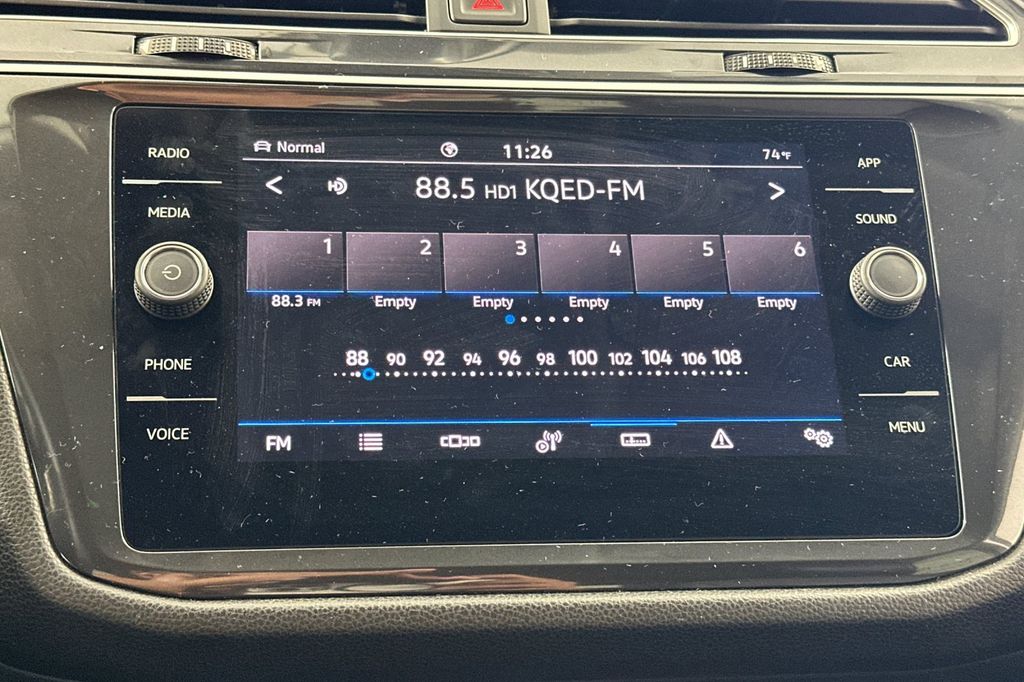 RADIO
MEDIA
PHONE
VOICE
Normal 11:26 74°F
< HD 88.5 HD1 KQED-FM >
1 2 3 4 5 6
88.3 FM Empty Empty Empty Empty Empty
88 90 92 94 96 98 100 102 104 106 108
FM
APP
SOUND
CAR
MENU